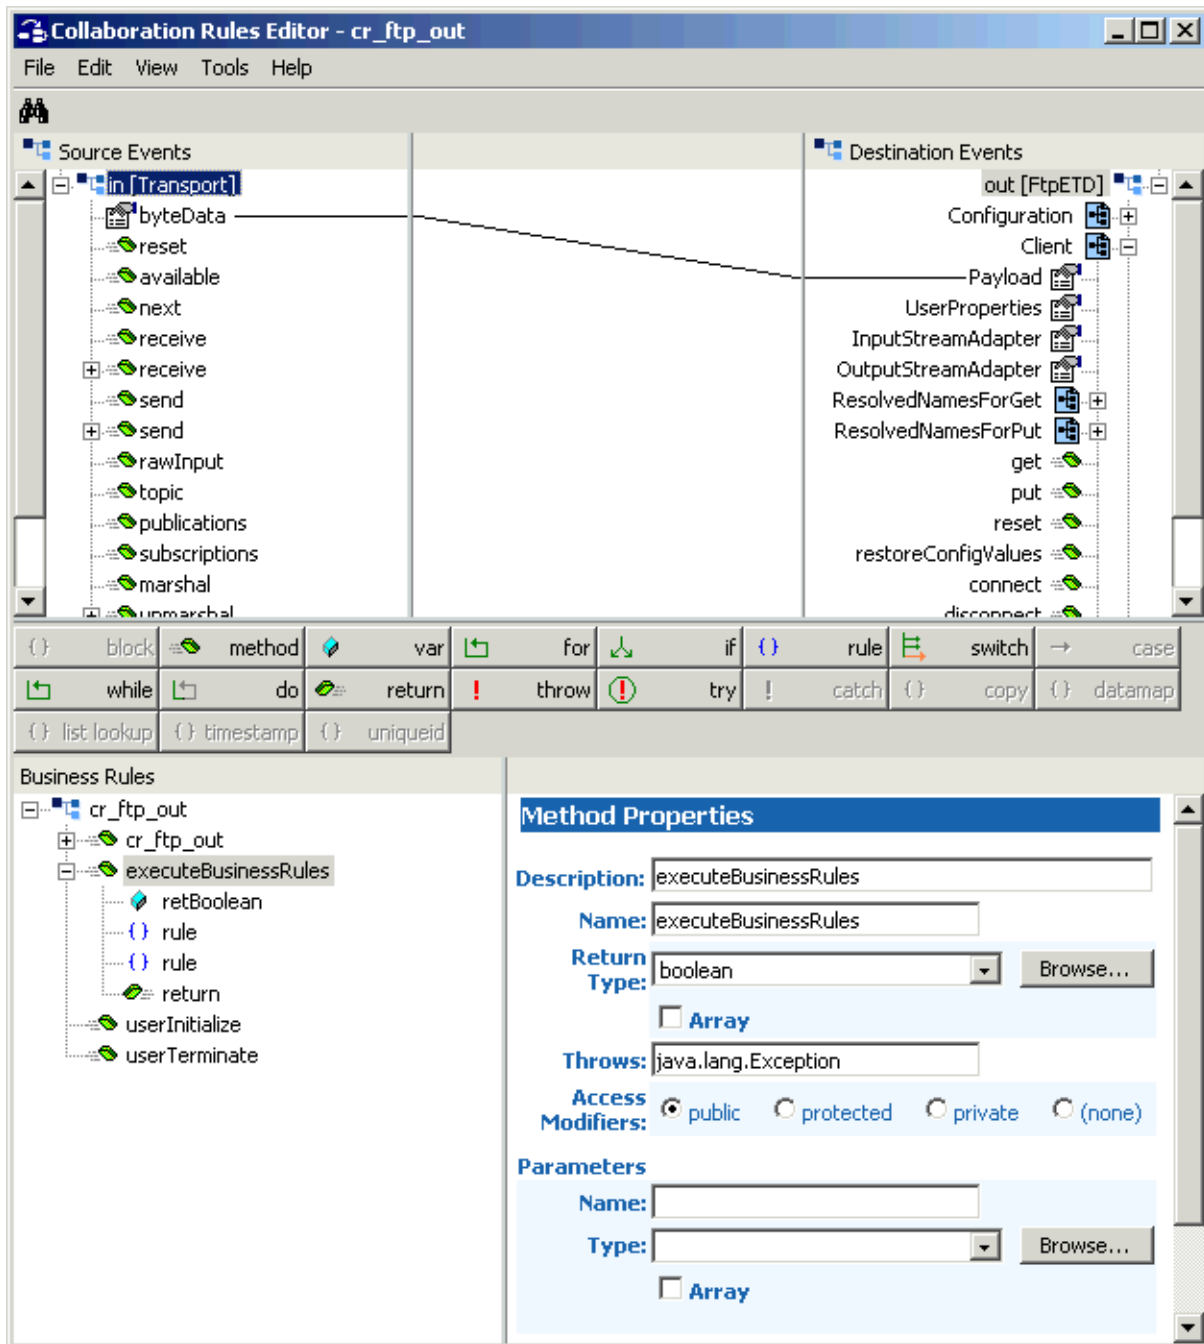 Collaboration Rules Editor - cr_ftp_out
File Edit View Tools Help
Source Events
Destination Events
in [Transport]
out [FtpETD]
byteData
Configuration
reset
Client
available
Payload
next
UserProperties
receive
InputStreamAdapter
receive
OutputStreamAdapter
send
ResolvedNamesForGet
send
ResolvedNamesForPut
rawInput
get
topic
put
publications
reset
subscriptions
restoreConfigValues
marshal
connect
unmarshal
disconnect
{} block method var for if {} rule switch case
while do return ! throw ! try ! catch {} copy {} datamap
{} list lookup {} timestamp {} uniqueid
Business Rules
cr_ftp_out
cr_ftp_out
executeBusinessRules
retBoolean
{} rule
{} rule
return
userInitialize
userTerminate
Method Properties
Description: executeBusinessRules
Name: executeBusinessRules
Return Type: boolean Browse...
Array
Throws: java.lang.Exception
Access Modifiers: public protected private (none)
Parameters
Name:
Type: Browse...
Array